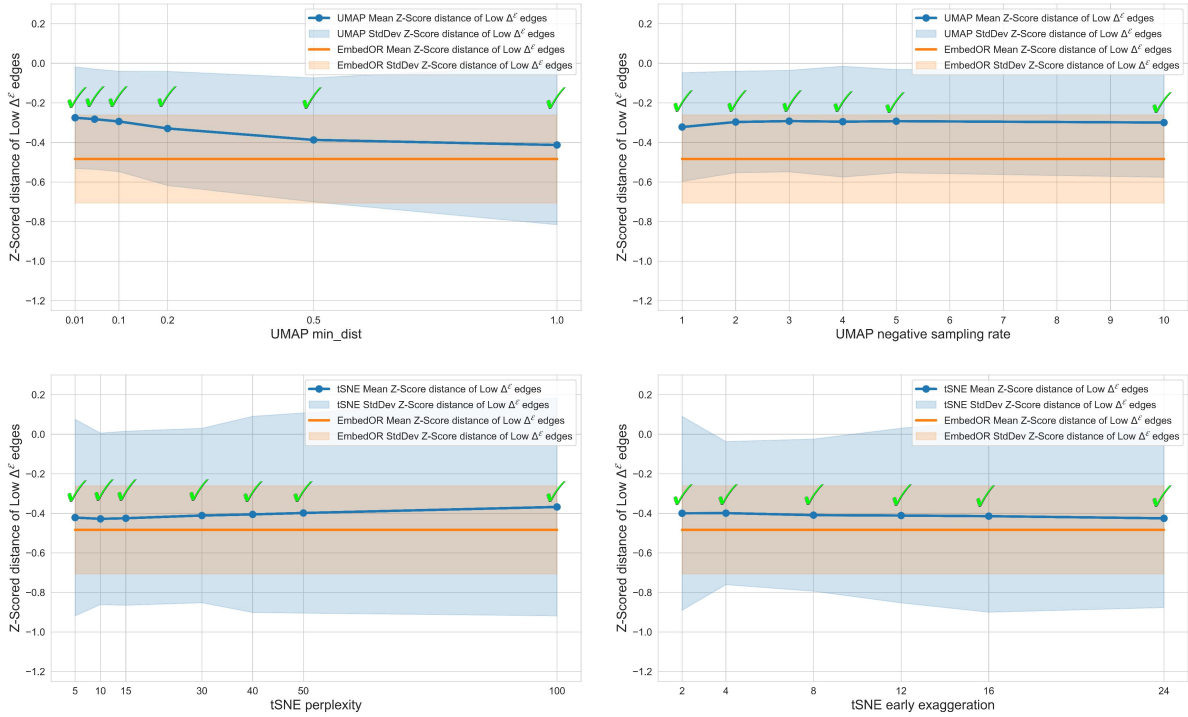 0.2
0.0
−0.2
−0.4
−0.6
−0.8
−1.0
−1.2
Z-Scored distance of Low Δ^ℰ edges
UMAP Mean Z-Score distance of Low Δ^ℰ edges
UMAP StdDev Z-Score distance of Low Δ^ℰ edges
EmbedOR Mean Z-Score distance of Low Δ^ℰ edges
EmbedOR StdDev Z-Score distance of Low Δ^ℰ edges
0.01 0.1 0.2 0.5 1.0
UMAP min_dist
0.2
0.0
−0.2
−0.4
−0.6
−0.8
−1.0
−1.2
Z-Scored distance of Low Δ^ℰ edges
UMAP Mean Z-Score distance of Low Δ^ℰ edges
UMAP StdDev Z-Score distance of Low Δ^ℰ edges
EmbedOR Mean Z-Score distance of Low Δ^ℰ edges
EmbedOR StdDev Z-Score distance of Low Δ^ℰ edges
1 2 3 4 5 6 7 8 9 10
UMAP negative sampling rate
0.2
0.0
−0.2
−0.4
−0.6
−0.8
−1.0
−1.2
Z-Scored distance of Low Δ^ℰ edges
tSNE Mean Z-Score distance of Low Δ^ℰ edges
tSNE StdDev Z-Score distance of Low Δ^ℰ edges
EmbedOR Mean Z-Score distance of Low Δ^ℰ edges
EmbedOR StdDev Z-Score distance of Low Δ^ℰ edges
5 10 15 30 40 50 100
tSNE perplexity
0.2
0.0
−0.2
−0.4
−0.6
−0.8
−1.0
−1.2
Z-Scored distance of Low Δ^ℰ edges
tSNE Mean Z-Score distance of Low Δ^ℰ edges
tSNE StdDev Z-Score distance of Low Δ^ℰ edges
EmbedOR Mean Z-Score distance of Low Δ^ℰ edges
EmbedOR StdDev Z-Score distance of Low Δ^ℰ edges
2 4 8 12 16 24
tSNE early exaggeration